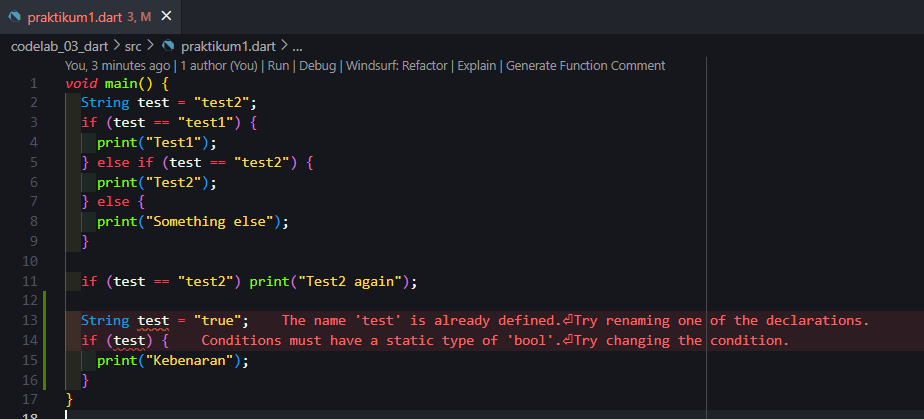 praktikum1.dart 3, M ×
codelab_03_dart > src > praktikum1.dart > ...
You, 3 minutes ago | 1 author (You) | Run | Debug | Windsurf: Refactor | Explain | Generate Function Comment
1 void main() {
2 String test = "test2";
3 if (test == "test1") {
4 print("Test1");
5 } else if (test == "test2") {
6 print("Test2");
7 } else {
8 print("Something else");
9 }
10
11 if (test == "test2") print("Test2 again");
12
13 String test = "true"; The name 'test' is already defined.⏎Try renaming one of the declarations.
14 if (test) { Conditions must have a static type of 'bool'.⏎Try changing the condition.
15 print("Kebenaran");
16 }
17 }
18